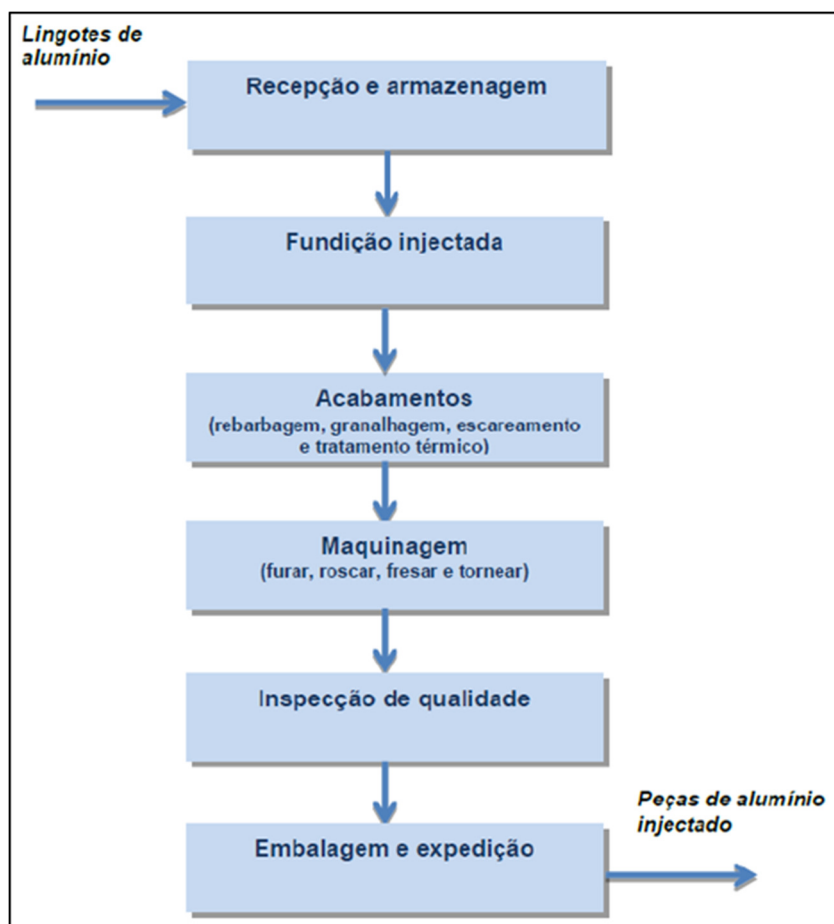 Lingotes de
alumínio
Recepção e armazenagem
Fundição injectada
Acabamentos
(rebarbagem, granalhagem, escareamento
e tratamento térmico)
Maquinagem
(furar, roscar, fresar e tornear)
Inspecção de qualidade
Peças de alumínio
injectado
Embalagem e expedição